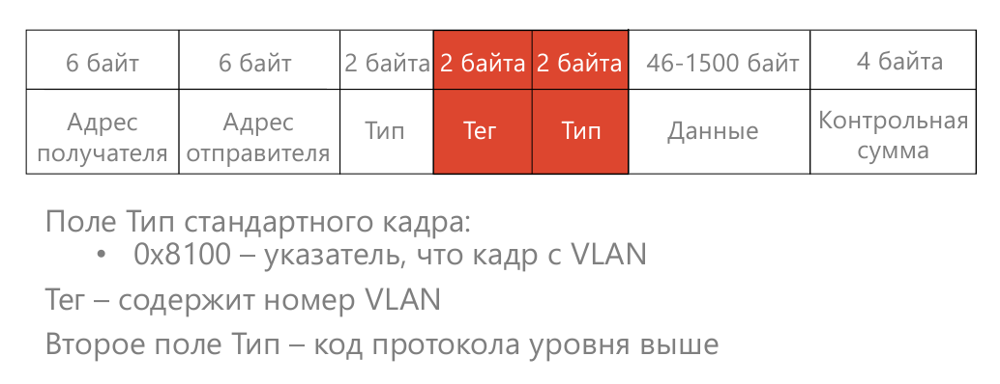 6 байт 6 байт 2 байта 2 байта 2 байта 46-1500 байт 4 байта
Адрес получателя Адрес отправителя Тип Тег Тип Данные Контрольная сумма
Поле Тип стандартного кадра:
• 0x8100 – указатель, что кадр с VLAN
Тег – содержит номер VLAN
Второе поле Тип – код протокола уровня выше